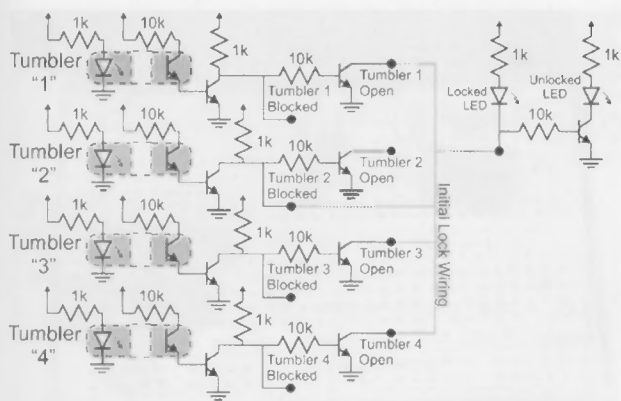 1k
10k
1k
Tumbler
"1"
10k
Tumbler 1
Blocked
Tumbler 1
Open
1k
1k
Locked
LED
Unlocked
LED
10k
1k
10k
1k
Tumbler
"2"
10k
Tumbler 2
Blocked
Tumbler 2
Open
1k
10k
1k
Tumbler
"3"
10k
Tumbler 3
Blocked
Tumbler 3
Open
1k
10k
1k
Tumbler
"4"
10k
Tumbler 4
Blocked
Tumbler 4
Open
Initial Lock Wiring